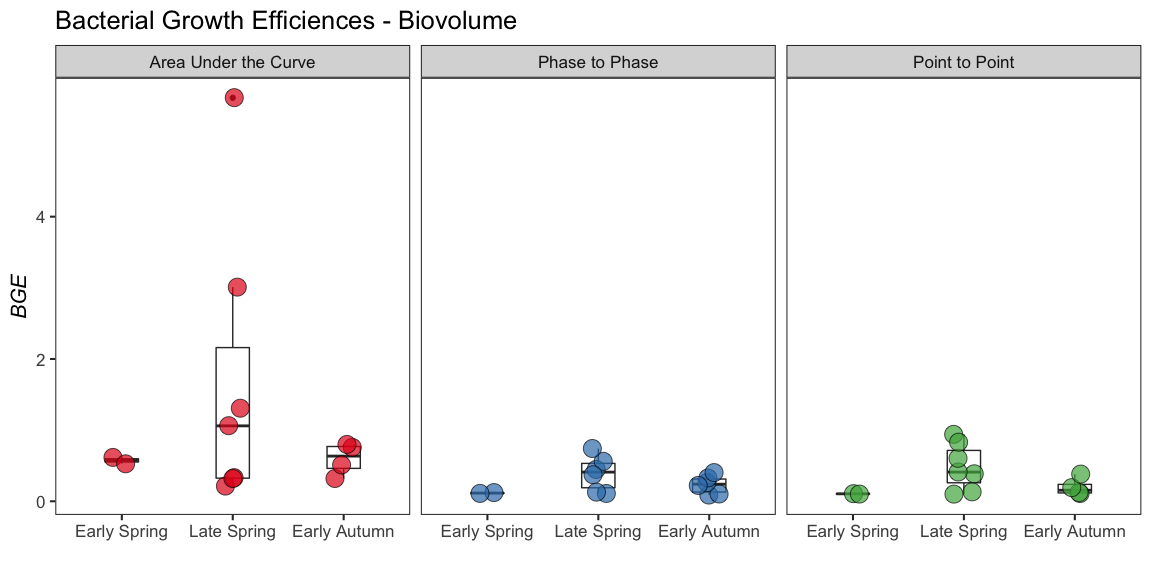 Bacterial Growth Efficiences - Biovolume
Area Under the Curve
Phase to Phase
Point to Point
BGE
4
2
0
Early Spring
Late Spring
Early Autumn
Early Spring
Late Spring
Early Autumn
Early Spring
Late Spring
Early Autumn